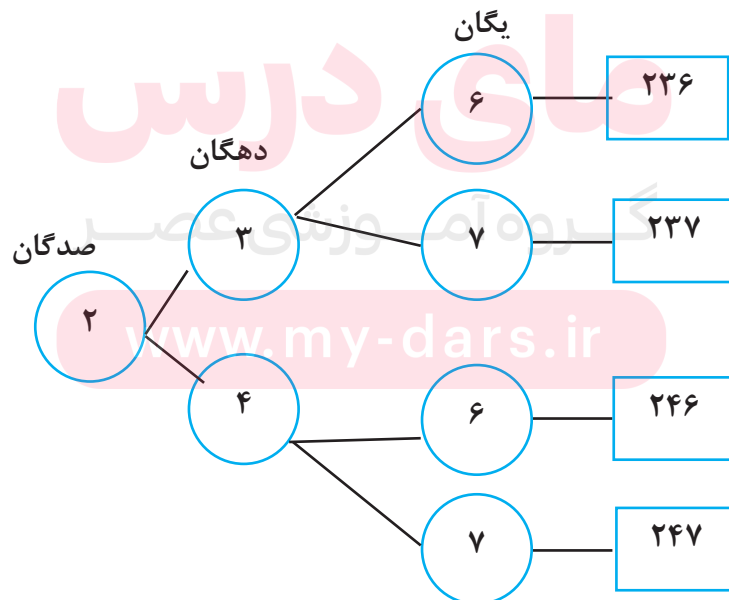 یگان
۶ ۲۳۶
دهگان
۳ ۷ ۲۳۷
صدگان
۲
۴ ۶ ۲۴۶
۷ ۲۴۷
مای درس
گروه آموزشی عصر
www.my-dars.ir